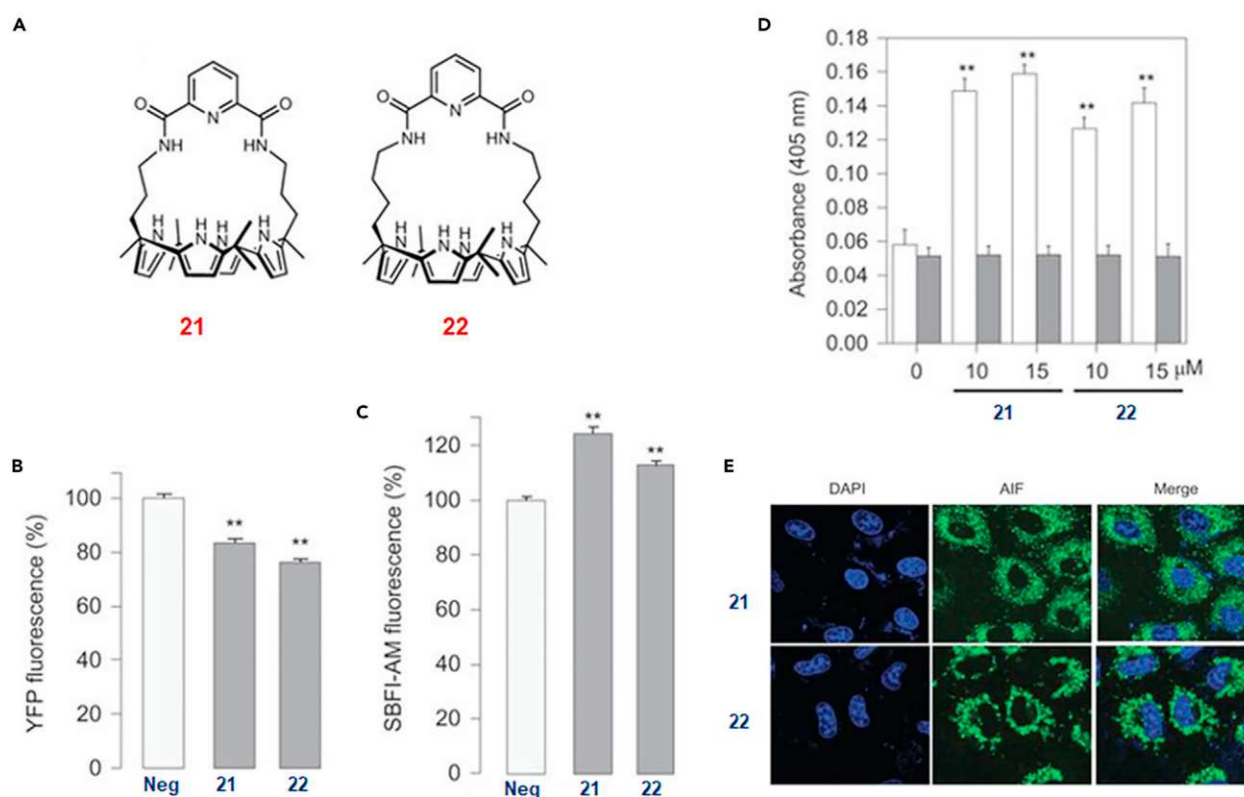 A
O
N
O
NH
HN
H
N
H
N
H
N
H
N
21
O
N
O
NH
HN
H
N
H
N
H
N
H
N
22
B
YFP fluorescence (%)
100
80
60
40
20
0
**
**
Neg 21 22
C
SBFI-AM fluorescence (%)
120
100
80
60
40
20
0
**
**
Neg 21 22
D
Absorbance (405 nm)
0.18
0.16
0.14
0.12
0.10
0.08
0.06
0.04
0.02
0.00
**
**
**
**
0 10 15 10 15 μM
21 22
E
DAPI AIF Merge
21
22